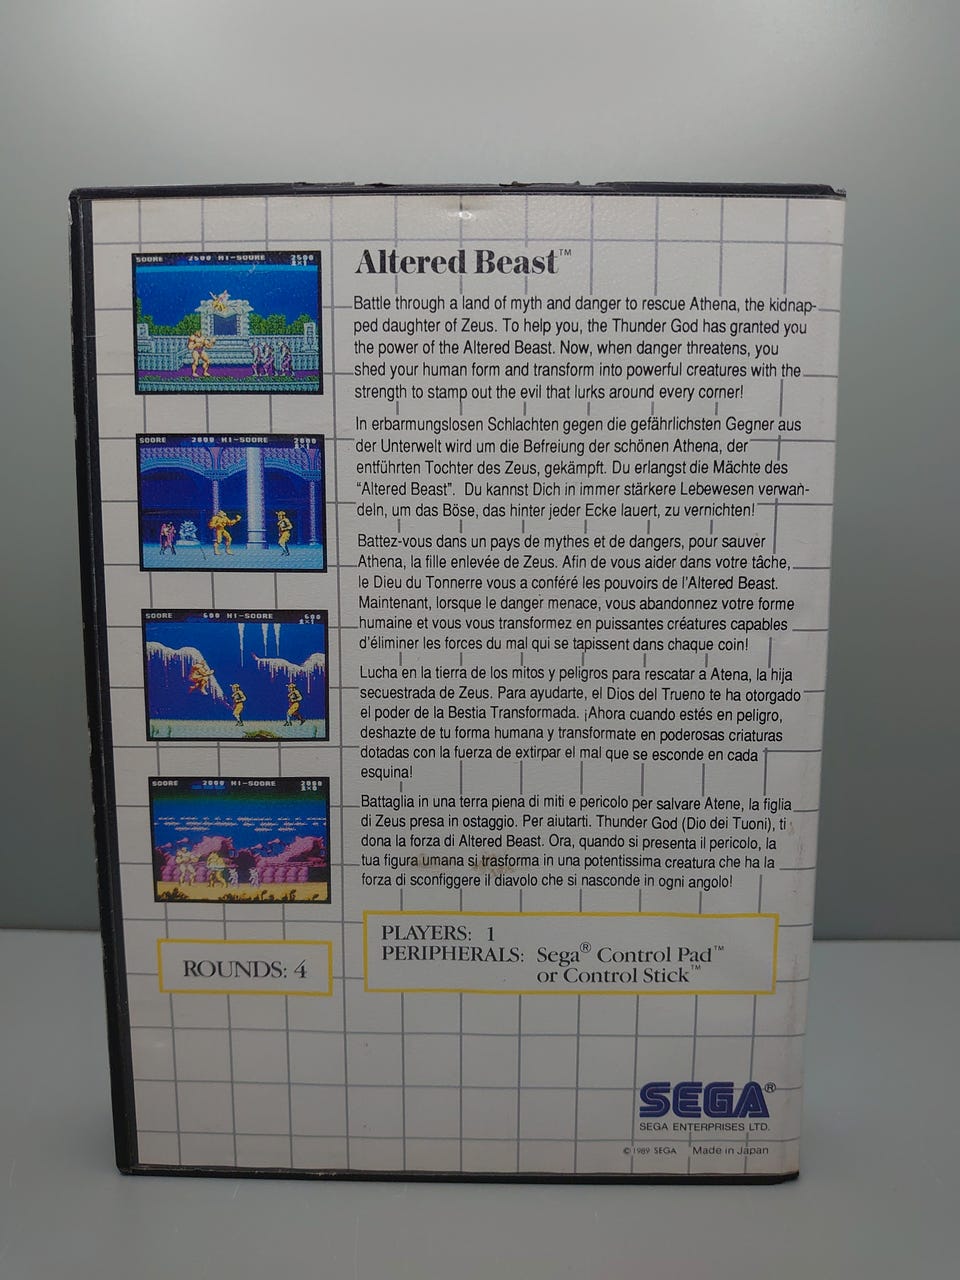 SCORE 2500 HI-SCORE 2500
1×1
SCORE 2000 HI-SCORE 2000
1×1
SCORE 600 HI-SCORE 600
1×1
SCORE 2000 HI-SCORE 2000
Altered Beast™
Battle through a land of myth and danger to rescue Athena, the kidnap-
ped daughter of Zeus. To help you, the Thunder God has granted you
the power of the Altered Beast. Now, when danger threatens, you
shed your human form and transform into powerful creatures with the
strength to stamp out the evil that lurks around every corner!
In erbarmungslosen Schlachten gegen die gefährlichsten Gegner aus
der Unterwelt wird um die Befreiung der schönen Athena, der
entführten Tochter des Zeus, gekämpft. Du erlangst die Mächte des
“Altered Beast”. Du kannst Dich in immer stärkere Lebewesen verwan-
deln, um das Böse, das hinter jeder Ecke lauert, zu vernichten!
Battez-vous dans un pays de mythes et de dangers, pour sauver
Athena, la fille enlevée de Zeus. Afin de vous aider dans votre tâche,
le Dieu du Tonnerre vous a conféré les pouvoirs de l’Altered Beast.
Maintenant, lorsque le danger menace, vous abandonnez votre forme
humaine et vous vous transformez en puissantes créatures capables
d’éliminer les forces du mal qui se tapissent dans chaque coin!
Lucha en la tierra de los mitos y peligros para rescatar a Atena, la hija
secuestrada de Zeus. Para ayudarte, el Dios del Trueno te ha otorgado
el poder de la Bestia Transformada. ¡Ahora cuando estés en peligro,
deshazte de tu forma humana y transformate en poderosas criaturas
dotadas con la fuerza de extirpar el mal que se esconde en cada
esquina!
Battaglia in una terra piena di miti e pericolo per salvare Atene, la figlia
di Zeus presa in ostaggio. Per aiutarti. Thunder God (Dio dei Tuoni), ti
dona la forza di Altered Beast. Ora, quando si presenta il pericolo, la
tua figura umana si trasforma in una potentissima creatura che ha la
forza di sconfiggere il diavolo che si nasconde in ogni angolo!
ROUNDS: 4
PLAYERS: 1
PERIPHERALS: Sega® Control Pad™
or Control Stick™
SEGA®
SEGA ENTERPRISES LTD.
© 1989 SEGA Made in Japan